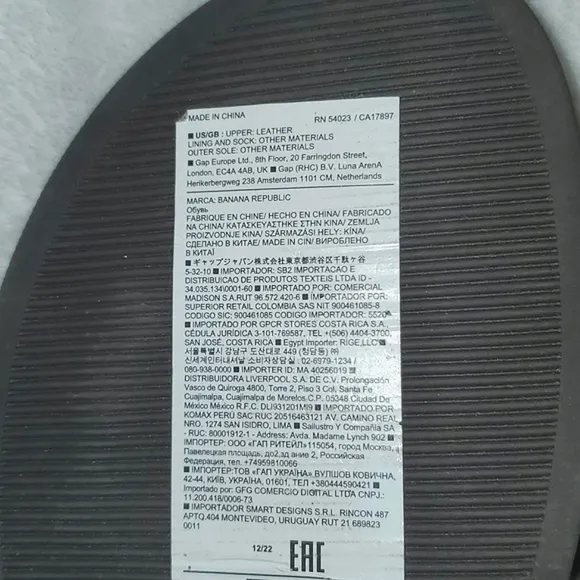 MADE IN CHINA RN 54023 / CA17897
■ US/GB : UPPER: LEATHER
LINING AND SOCK: OTHER MATERIALS
OUTER SOLE: OTHER MATERIALS
■ Gap Europe Ltd., 8th Floor, 20 Farringdon Street,
London, EC4A 4AB, UK ■ Gap (RHC) B.V. Luna ArenA
Herikerbergweg 238 Amsterdam 1101 CM, Netherlands
MARCA: BANANA REPUBLIC
Обувь
FABRIQUE EN CHINE/ HECHO EN CHINA/ FABRICADO
NA CHINA/ ΚΑΤΑΣΚΕΥΑΣΤΗΚΕ ΣΤΗΝ ΚΙΝΑ/ ZEMLJA
PROIZVODNJE KINA/ SZÁRMAZÁSI HELY: KÍNA/
СДЕЛАНО В КИТАЕ/ MADE IN CIN/ ВИРОБЛЕНО
В КИТАЇ
■ ギャップジャパン株式会社東京都渋谷区千駄ヶ谷
5-32-10 ■ IMPORTADOR: SB2 IMPORTACAO E
DISTRIBUICAO DE PRODUTOS TEXTEIS LTDA ID -
34.035.134\0001-60 ■ IMPORTADO POR: COMERCIAL
MADISON S.A.RUT 96.572.420-6 ■ IMPORTADO POR:
SUPERIOR RETAIL COLOMBIA SAS NIT 900461085-8
CODIGO SIC: 900461085 CODIGO IMPORTADOR: 5520
■ IMPORTADO POR GPCR STORES COSTA RICA S.A.,
CÉDULA JURÍDICA 3-101-769587, TEL +(506) 4404-3700,
SAN JOSÉ, COSTA RICA ■ Egypt Importer: RIGE,LLC
서울특별시 강남구 도산대로 449 (청담동) ㈜
신세계인터내셔날 소비자상담실 : 02-6979-1234 /
080-938-0000 ■ IMPORTER ID: MA 40256019
DISTRIBUIDORA LIVERPOOL S.A. DE C.V. Prolongación
Vasco de Quiroga 4800, Torre 2, Piso 3 Col, Santa Fe
Cuajimalpa, Cuajimalpa de Morelos C.P. 05348 Ciudad De
México México R.F.C. DLI931201MI9 ■ IMPORTADO POR
KOMAX PERÚ SAC RUC 20516463121 AV. CAMINO REAL
NRO. 1274 SAN ISIDRO, LIMA ■ Sailustro Y Compañía SA
- RUC: 80001912-1 - Address: Avda. Madame Lynch 902 ■
ИМПОРТЕР: ООО «ГАП РИТЕЙЛ»115054, город Москва,
Павелецкая площадь, до2,зд ание 2, Российская
Федерация, тел. +74959810066
■ ИМПОРТЕР:ТОВ «ГАП УКРАЇНА» ВУЛ\ШОВ КОВИЧНА,
42-44, КИЇВ, УКРАЇНА, 01601, ТЕЛ +380444590421 ■
Importado por: GFG COMERCIO DIGITAL LTDA CNPJ.:
11.200.418/0006-73
■ IMPORTADOR SMART DESIGNS S.R.L. RINCON 487
APTO.404 MONTEVIDEO, URUGUAY RUT 21 689823
0011
12/22 EAC